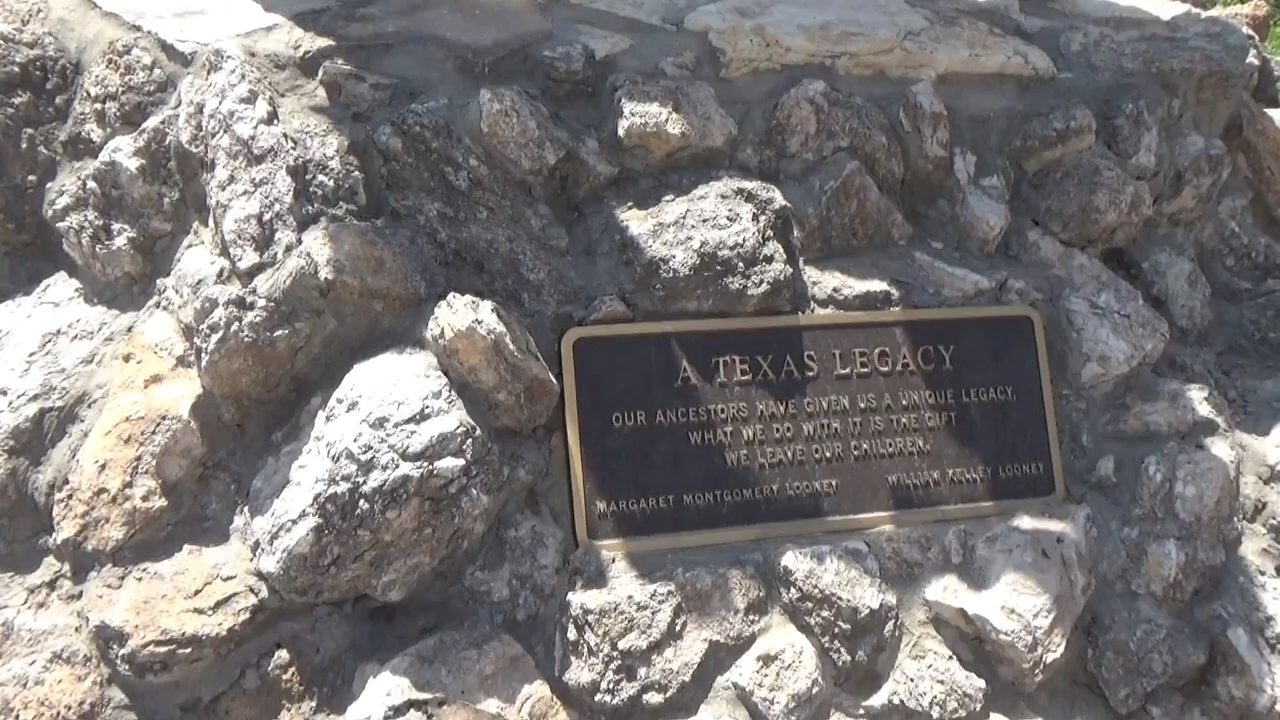 A TEXAS LEGACY
OUR ANCESTORS HAVE GIVEN US A UNIQUE LEGACY,
WHAT WE DO WITH IT IS THE GIFT
WE LEAVE OUR CHILDREN.
MARGARET MONTGOMERY LOONEY WILLIAM KELLEY LOONEY